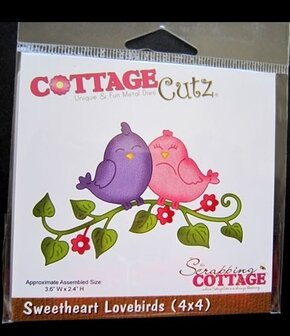 COTTAGE Cutz®
Unique & Fun Metal Dies
Approximate Assembled Size:
3.6" W x 2.4" H
Scrapping
COTTAGE
Sweetheart Lovebirds (4x4)